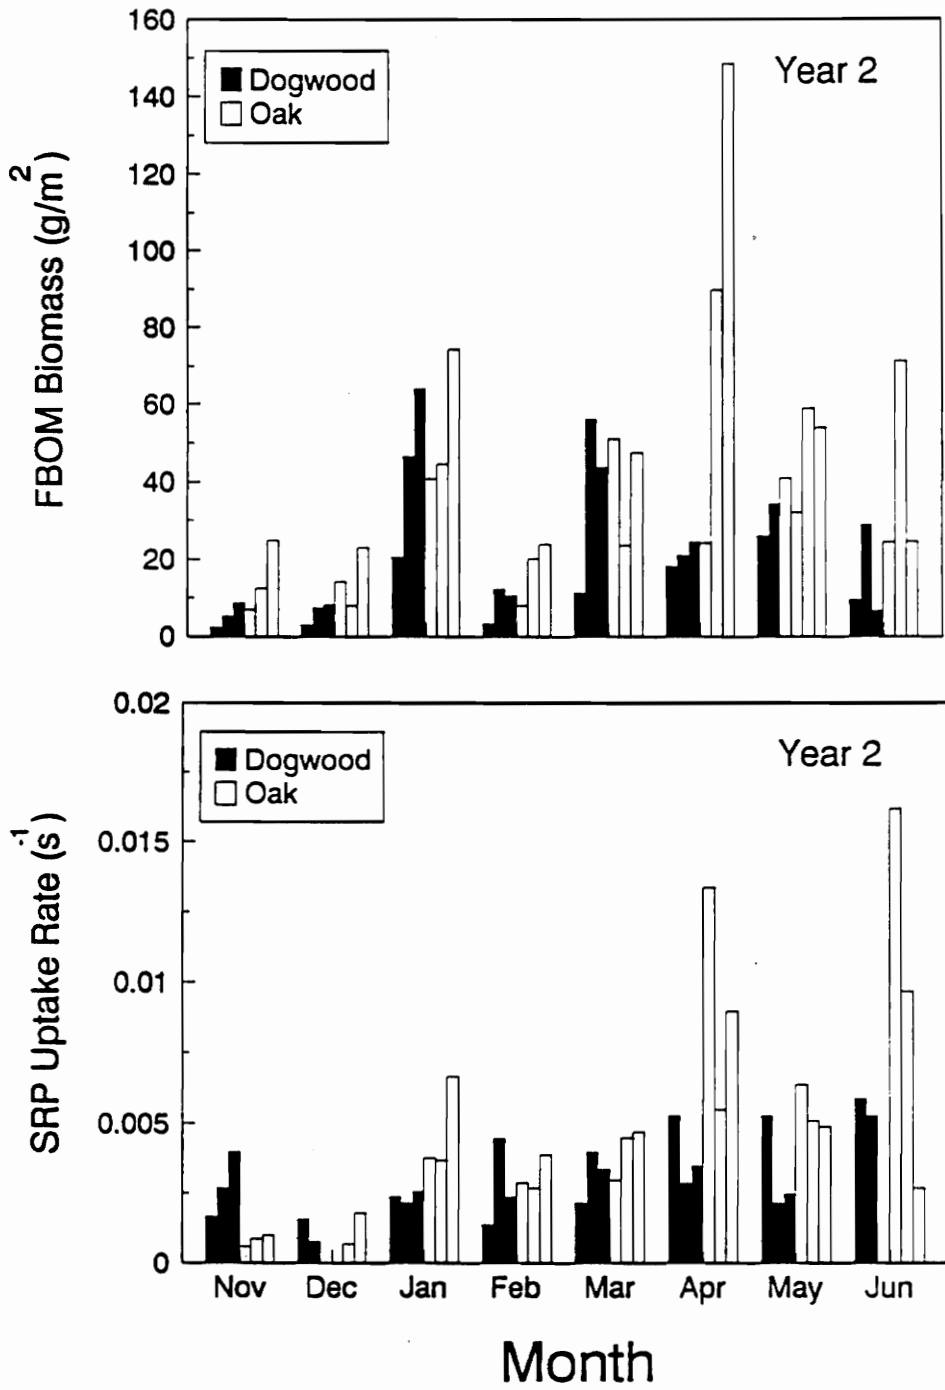 160
140
120
100
80
60
40
20
0
FBOM Biomass (g/m2)
Dogwood
Oak
Year 2
0.02
0.015
0.01
0.005
0
SRP Uptake Rate (s-1)
Dogwood
Oak
Year 2
Nov Dec Jan Feb Mar Apr May Jun
Month